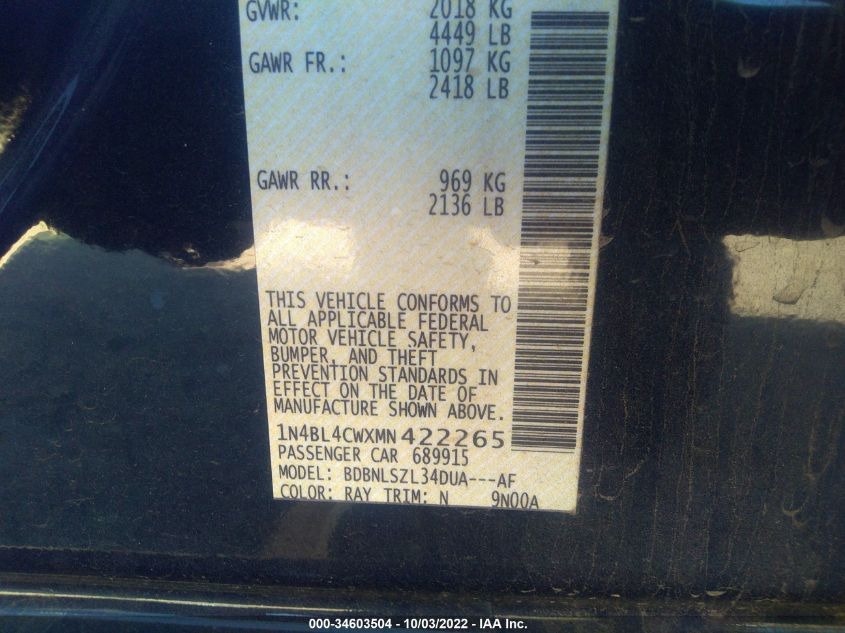 GVWR: 2018 KG
4449 LB
GAWR FR.: 1097 KG
2418 LB
GAWR RR.: 969 KG
2136 LB
THIS VEHICLE CONFORMS TO
ALL APPLICABLE FEDERAL
MOTOR VEHICLE SAFETY,
BUMPER, AND THEFT
PREVENTION STANDARDS IN
EFFECT ON THE DATE OF
MANUFACTURE SHOWN ABOVE.
1N4BL4CWXMN422265
PASSENGER CAR 689915
MODEL: BDBNLSZL34DUA---AF
COLOR: RAY TRIM: N 9N00A
000-34603504 - 10/03/2022 - IAA Inc.